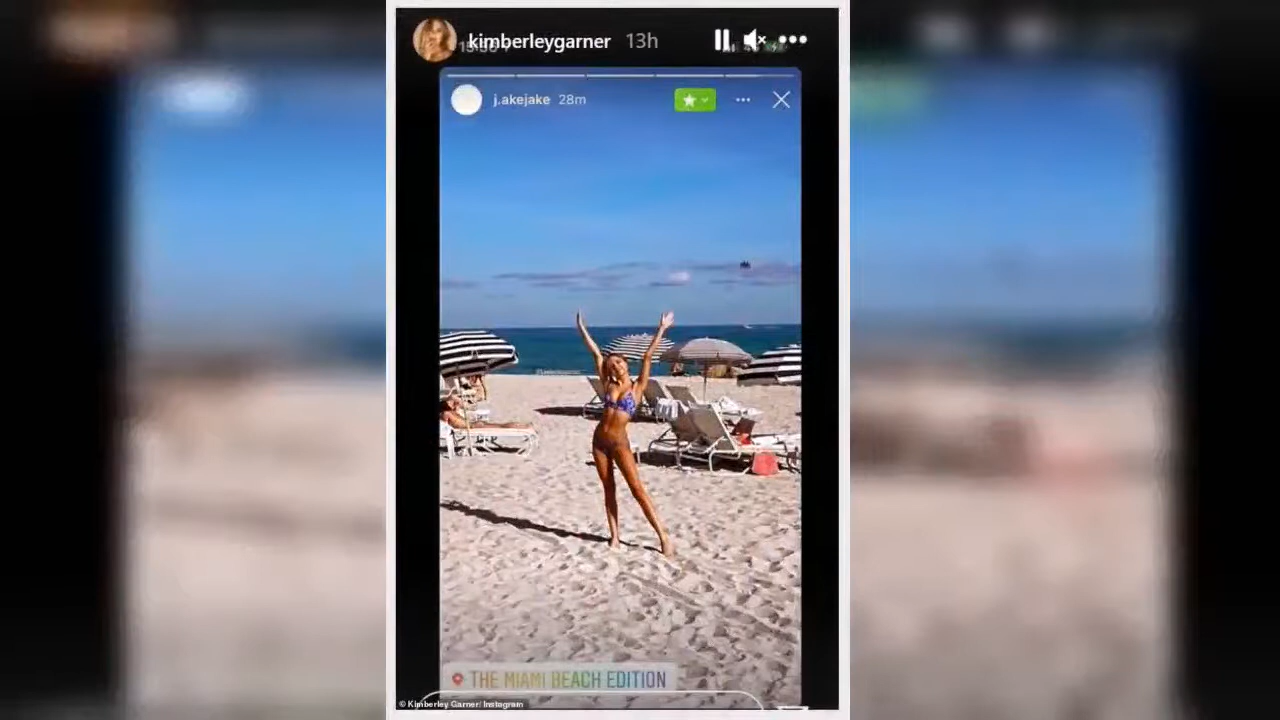 kimberleygarner 13h
j.akejake 28m
THE MIAMI BEACH EDITION
© Kimberley Garner/ Instagram